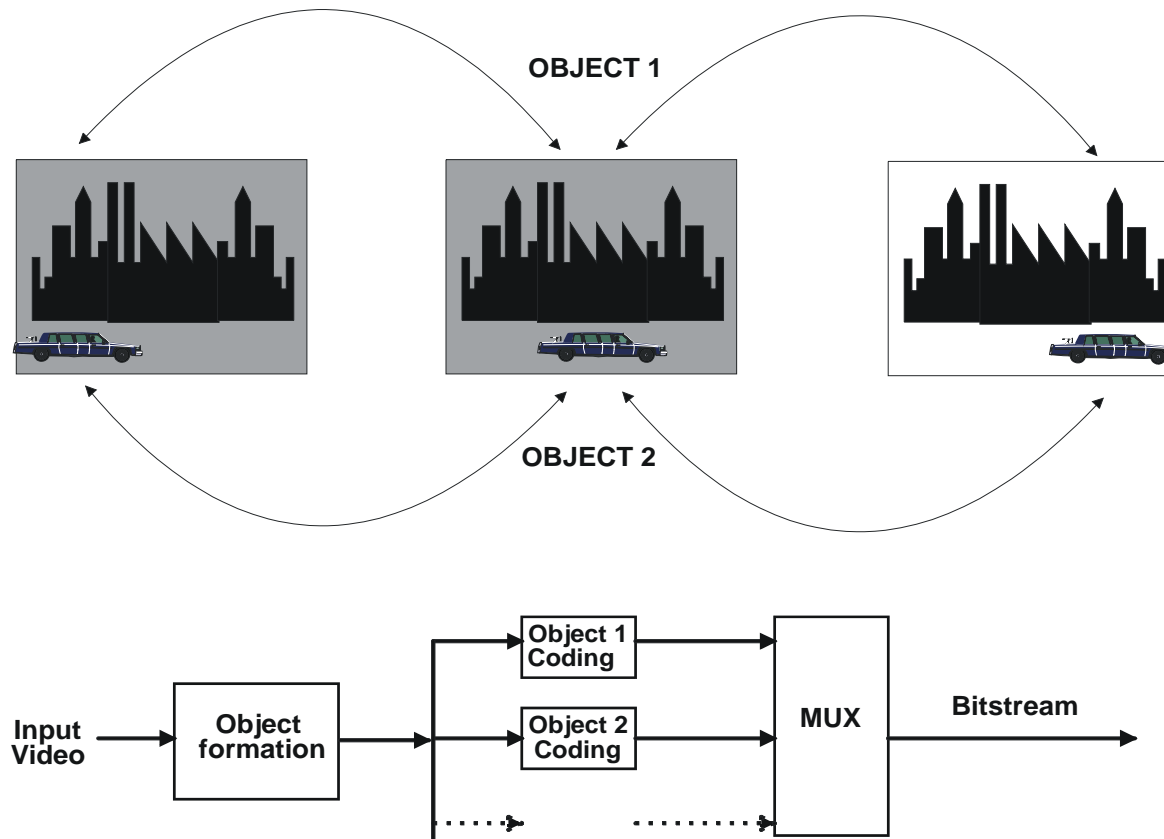 OBJECT 1
OBJECT 2
Input
Video
Object
formation
Object 1
Coding
Object 2
Coding
MUX
Bitstream